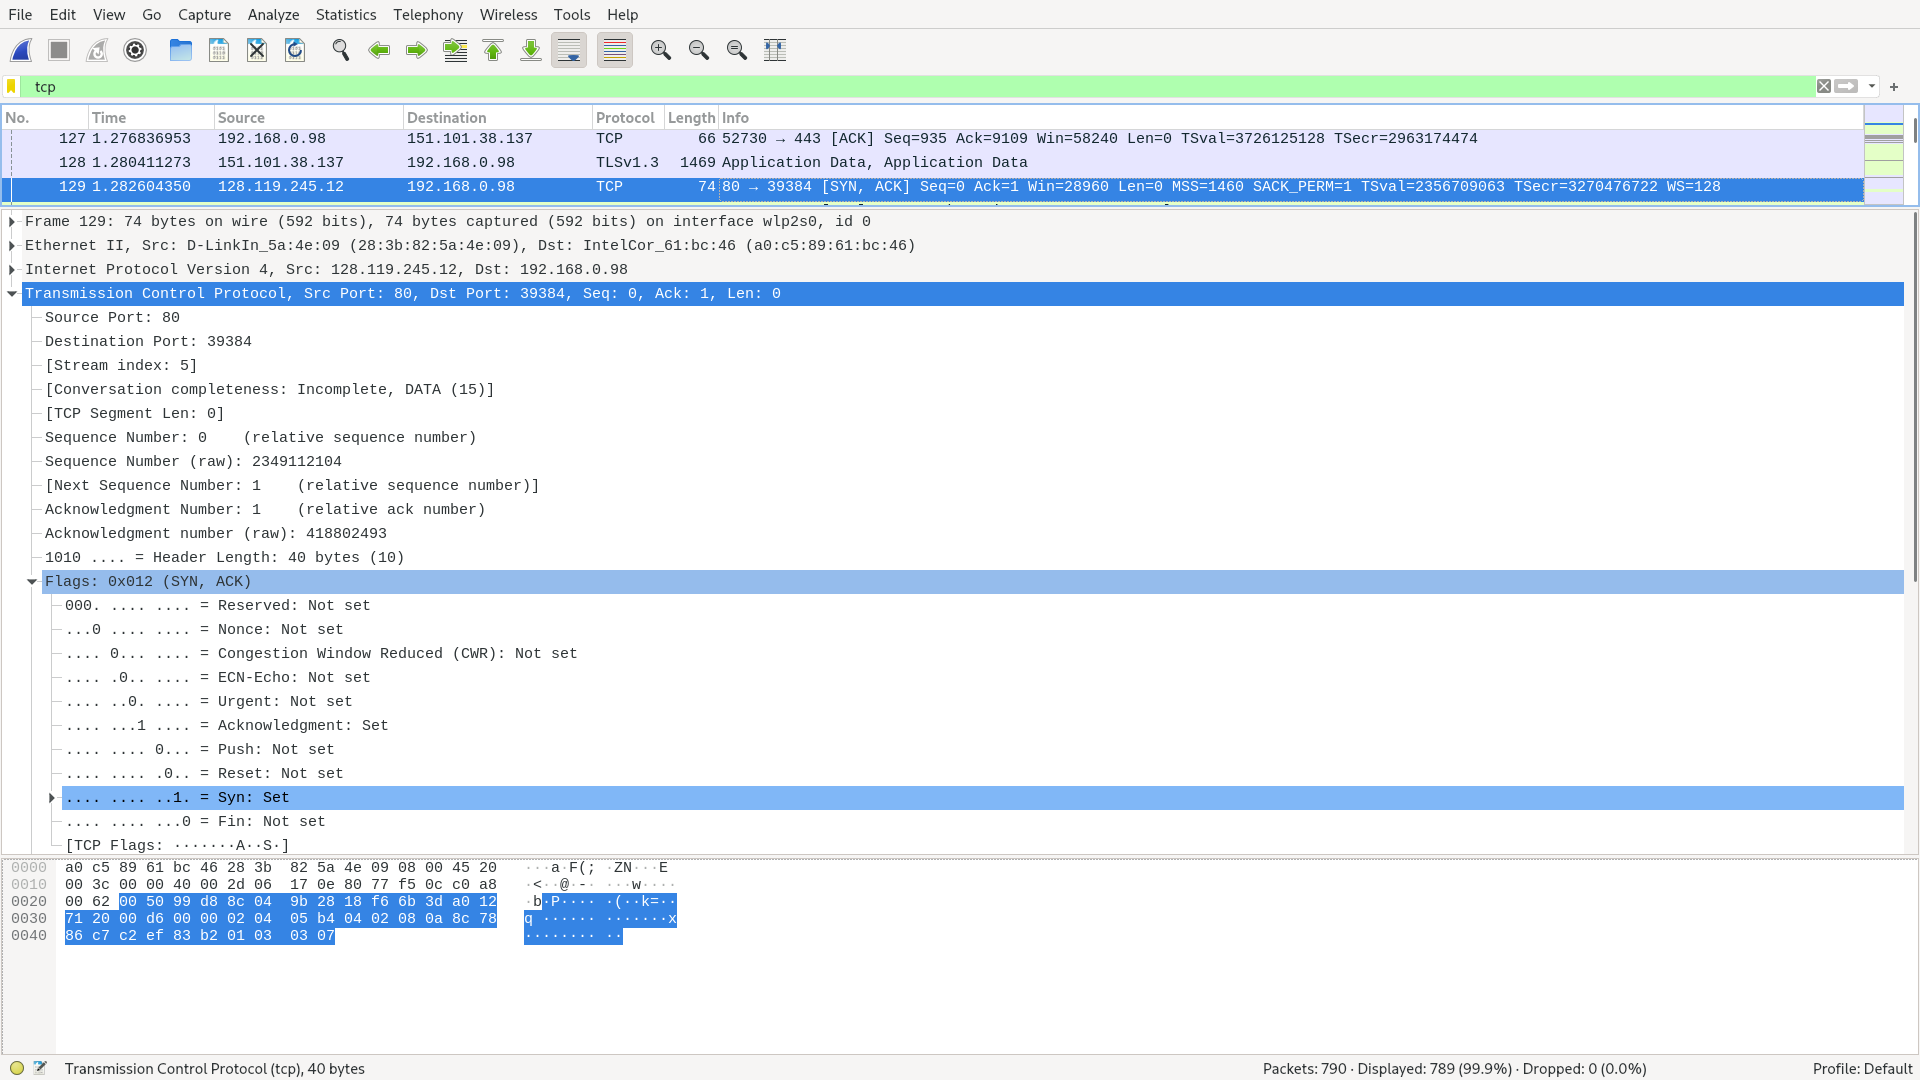 File Edit View Go Capture Analyze Statistics Telephony Wireless Tools Help
tcp
No. Time Source Destination Protocol Length Info
127 1.276836953 192.168.0.98 151.101.38.137 TCP 66 52730 → 443 [ACK] Seq=935 Ack=9109 Win=58240 Len=0 TSval=3726125128 TSecr=2963174474
128 1.280411273 151.101.38.137 192.168.0.98 TLSv1.3 1469 Application Data, Application Data
129 1.282604350 128.119.245.12 192.168.0.98 TCP 74 80 → 39384 [SYN, ACK] Seq=0 Ack=1 Win=28960 Len=0 MSS=1460 SACK_PERM=1 TSval=2356709063 TSecr=3270476722 WS=128
Frame 129: 74 bytes on wire (592 bits), 74 bytes captured (592 bits) on interface wlp2s0, id 0
Ethernet II, Src: D-LinkIn_5a:4e:09 (28:3b:82:5a:4e:09), Dst: IntelCor_61:bc:46 (a0:c5:89:61:bc:46)
Internet Protocol Version 4, Src: 128.119.245.12, Dst: 192.168.0.98
Transmission Control Protocol, Src Port: 80, Dst Port: 39384, Seq: 0, Ack: 1, Len: 0
Source Port: 80
Destination Port: 39384
[Stream index: 5]
[Conversation completeness: Incomplete, DATA (15)]
[TCP Segment Len: 0]
Sequence Number: 0    (relative sequence number)
Sequence Number (raw): 2349112104
[Next Sequence Number: 1    (relative sequence number)]
Acknowledgment Number: 1    (relative ack number)
Acknowledgment number (raw): 418802493
1010 .... = Header Length: 40 bytes (10)
Flags: 0x012 (SYN, ACK)
000. .... .... = Reserved: Not set
...0 .... .... = Nonce: Not set
.... 0... .... = Congestion Window Reduced (CWR): Not set
.... .0.. .... = ECN-Echo: Not set
.... ..0. .... = Urgent: Not set
.... ...1 .... = Acknowledgment: Set
.... .... 0... = Push: Not set
.... .... .0.. = Reset: Not set
.... .... ..1. = Syn: Set
.... .... ...0 = Fin: Not set
[TCP Flags: ·······A··S·]
0000 a0 c5 89 61 bc 46 28 3b 82 5a 4e 09 08 00 45 20 ···a·F(; ·ZN···E
0010 00 3c 00 00 40 00 2d 06 17 0e 80 77 f5 0c c0 a8 ·<··@·-· ···w····
0020 00 62 00 50 99 d8 8c 04 9b 28 18 f6 6b 3d a0 12 ·b·P···· ·(··k=··
0030 71 20 00 d6 00 00 02 04 05 b4 04 02 08 0a 8c 78 q ······ ·······x
0040 86 c7 c2 ef 83 b2 01 03 03 07 ········ ··
Transmission Control Protocol (tcp), 40 bytes Packets: 790 · Displayed: 789 (99.9%) · Dropped: 0 (0.0%) Profile: Default